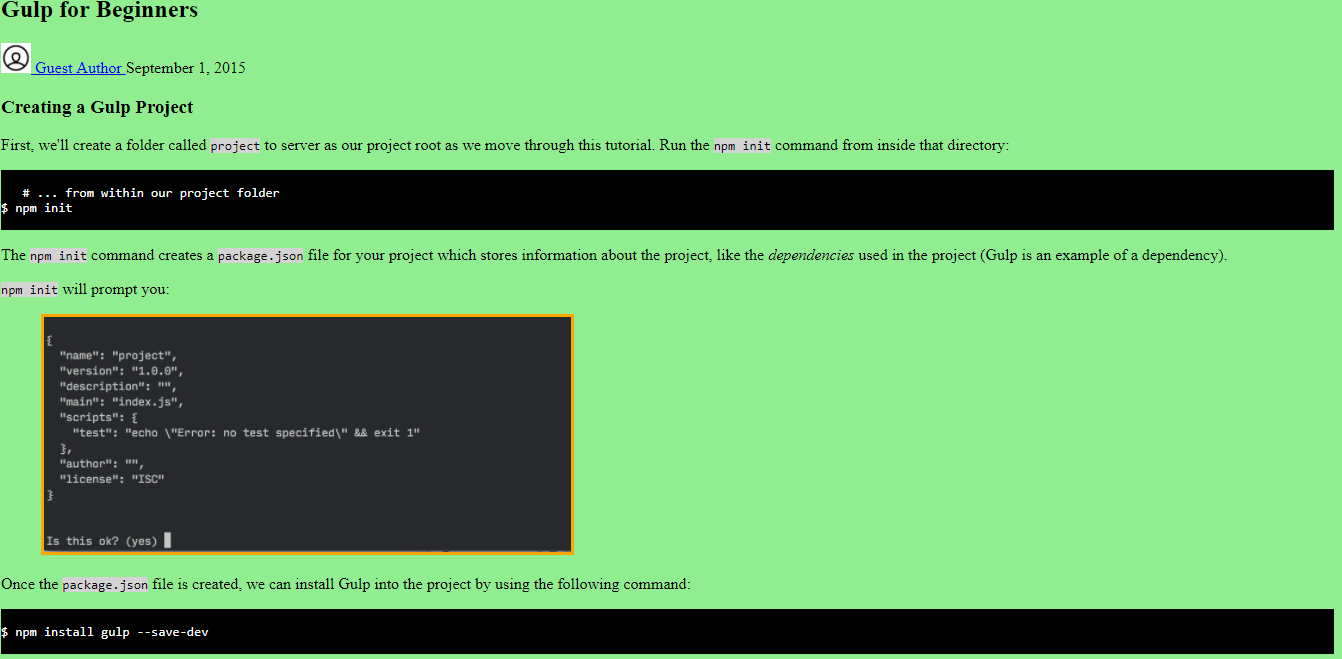 Gulp for Beginners
Guest Author September 1, 2015
Creating a Gulp Project
First, we'll create a folder called project to server as our project root as we move through this tutorial. Run the npm init command from inside that directory:
# ... from within our project folder
$ npm init
The npm init command creates a package.json file for your project which stores information about the project, like the dependencies used in the project (Gulp is an example of a dependency).
npm init will prompt you:
{
"name": "project",
"version": "1.0.0",
"description": "",
"main": "index.js",
"scripts": {
"test": "echo \"Error: no test specified\" && exit 1"
},
"author": "",
"license": "ISC"
}
Is this ok? (yes)
Once the package.json file is created, we can install Gulp into the project by using the following command:
$ npm install gulp --save-dev